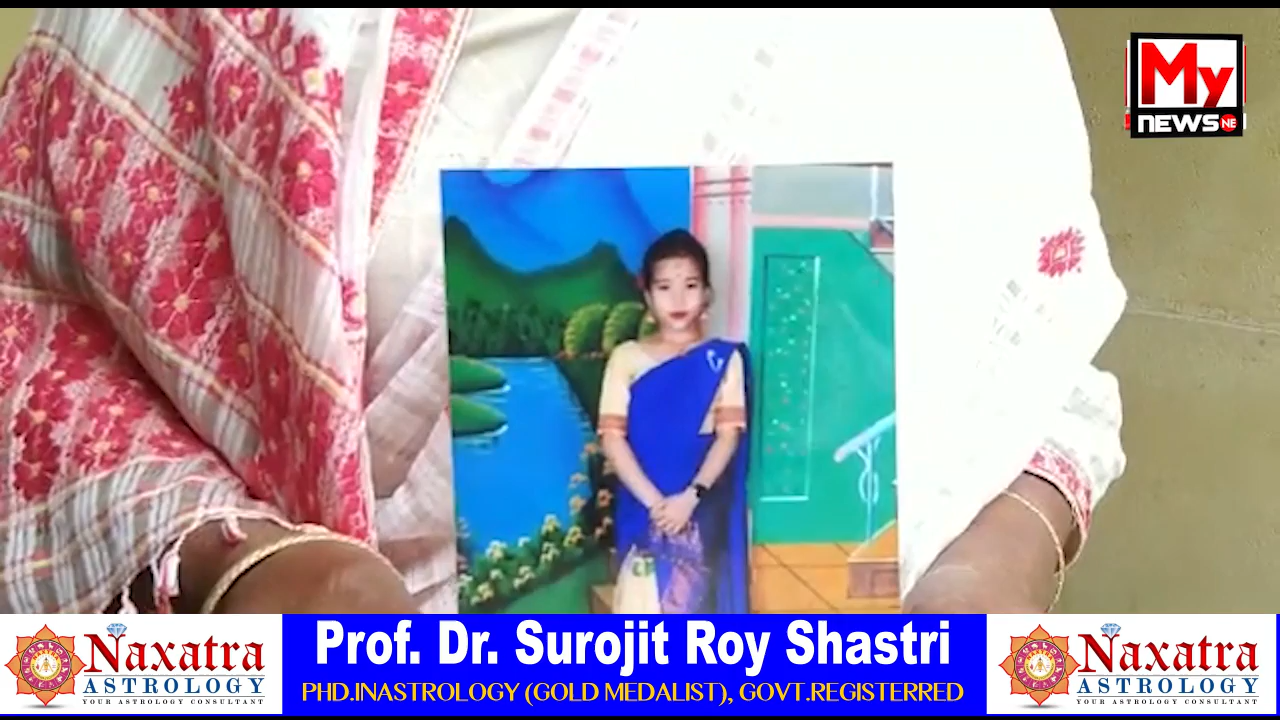 My
NEWS NE
NAXATRA
ASTROLOGY
YOUR ASTROLOGY CONSULTANT
Prof. Dr. Surojit Roy Shastri
PHD.INASTROLOGY (GOLD MEDALIST), GOVT.REGISTERRED
NAXATRA
ASTROLOGY
YOUR ASTROLOGY CONSULTANT